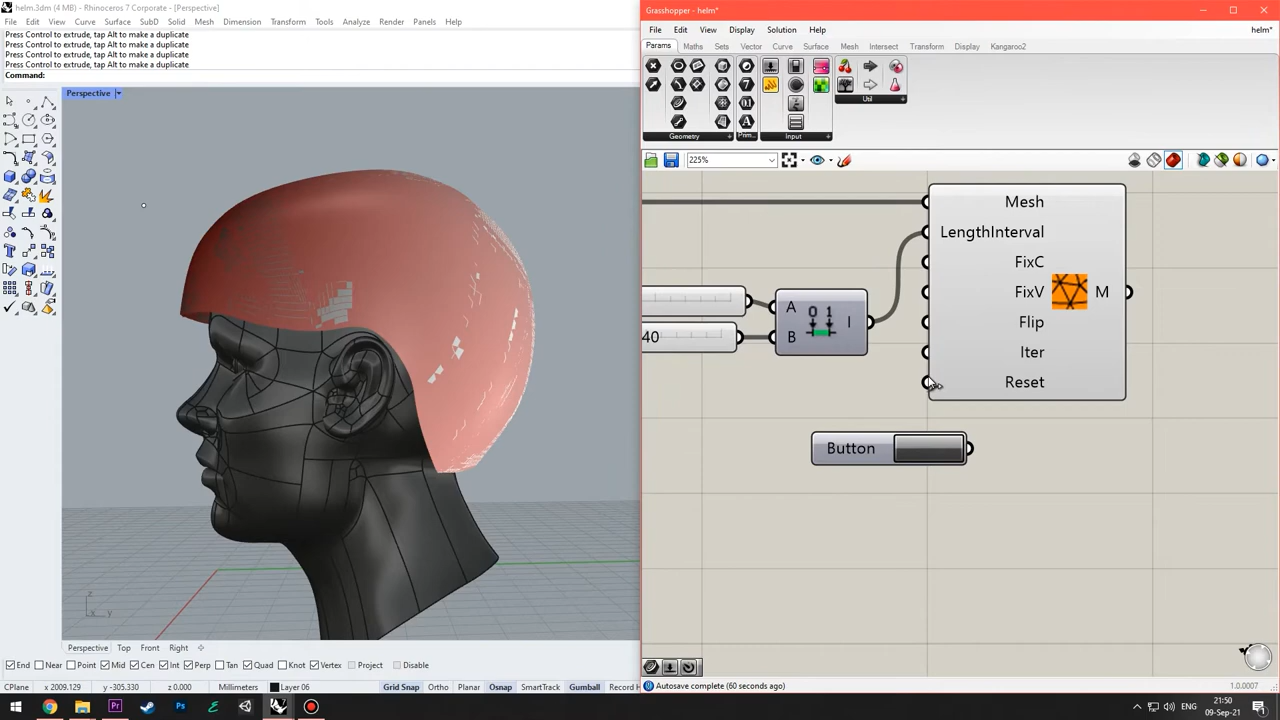 helm.3dm (4 MB) - Rhinoceros 7 Corporate - [Perspective]
File Edit View Curve Surface SubD Solid Mesh Dimension Transform Tools Analyze Render Panels Help
Press Control to extrude, tap Alt to make a duplicate
Press Control to extrude, tap Alt to make a duplicate
Press Control to extrude, tap Alt to make a duplicate
Press Control to extrude, tap Alt to make a duplicate
Command:
Perspective
z
x y
Perspective Top Front Right
End Near Point Mid Cen Int Perp Tan Quad Knot Vertex Project Disable
CPlane x 2009.129 y -305.330 z 0.000 Millimeters Layer 06 Grid Snap Ortho Planar Osnap SmartTrack Gumball Record H
Grasshopper - helm*
File Edit View Display Solution Help helm*
Params Maths Sets Vector Curve Surface Mesh Intersect Transform Display Kangaroo2
Geometry Prim... Input Util
225%
Mesh
LengthInterval
FixC
FixV
Flip
Iter
Reset
M
40
A
B
0 1
I
Button
Autosave complete (60 seconds ago) 1.0.0007
Pr Ps
ENG
21:50
09-Sep-21